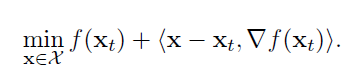 min_{x∈𝒳} f(x_t) + ⟨x − x_t, ∇f(x_t)⟩.